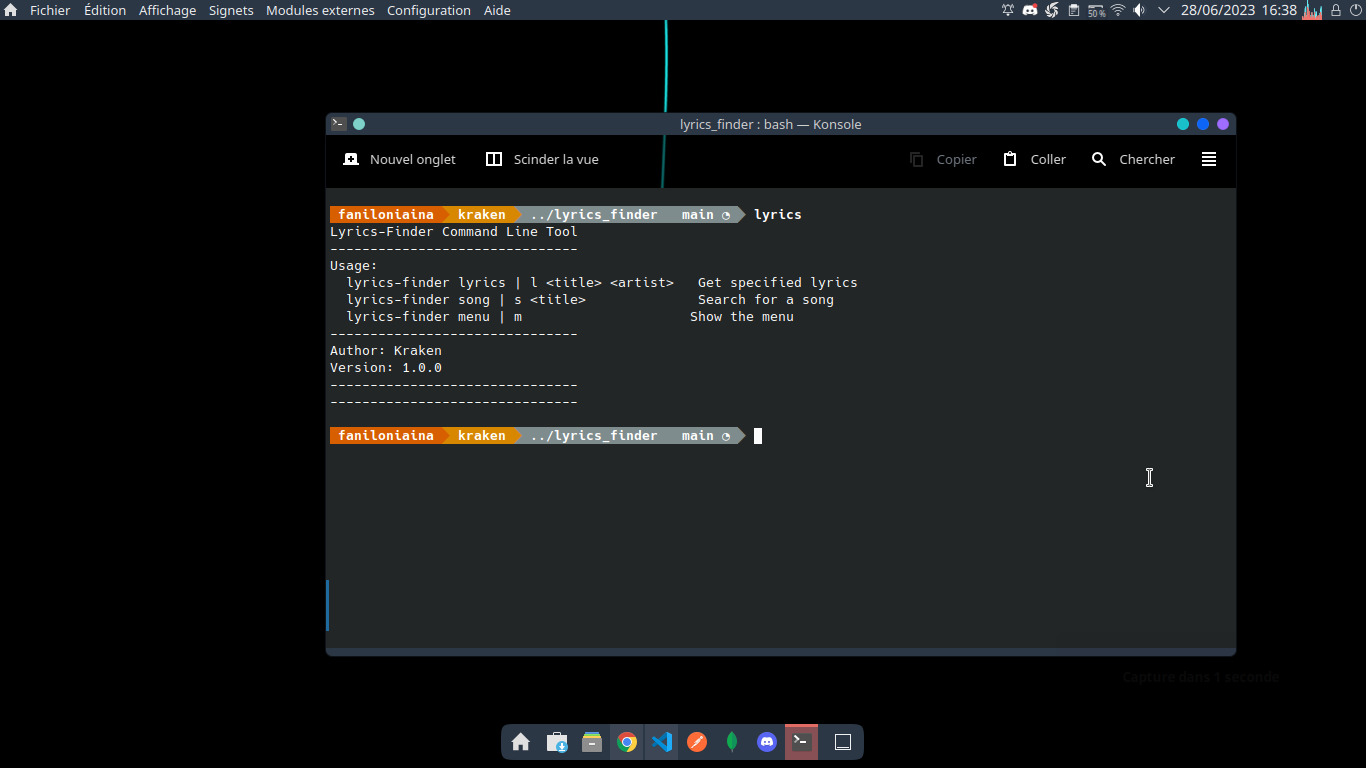 Fichier Édition Affichage Signets Modules externes Configuration Aide 50 % 28/06/2023 16:38
lyrics_finder : bash — Konsole
Nouvel onglet Scinder la vue Copier Coller Chercher
faniloniaina kraken ../lyrics_finder main lyrics
Lyrics-Finder Command Line Tool
-------------------------------
Usage:
lyrics-finder lyrics | l <title> <artist> Get specified lyrics
lyrics-finder song | s <title> Search for a song
lyrics-finder menu | m Show the menu
-------------------------------
Author: Kraken
Version: 1.0.0
-------------------------------
-------------------------------
faniloniaina kraken ../lyrics_finder main
Capture dans 1 seconde